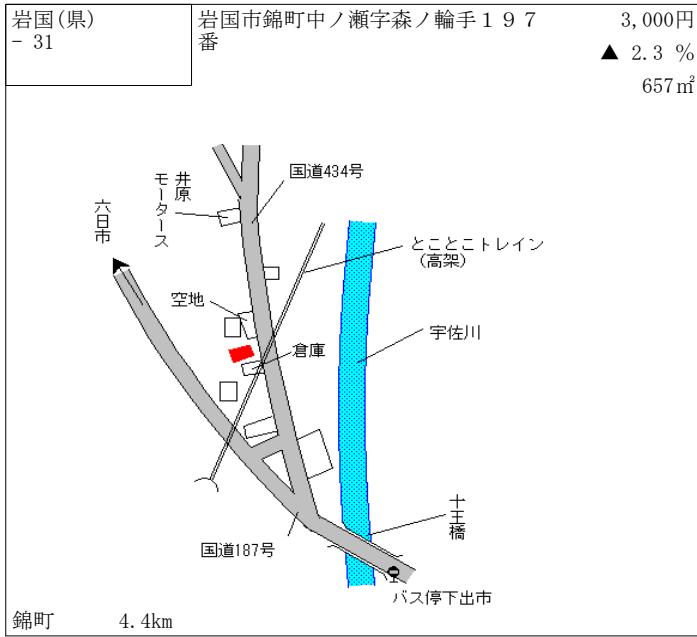 岩国(県)
- 31
岩国市錦町中ノ瀬字森ノ輪手１９７
番
3,000円
▲ 2.3 %
657㎡
国道434号
井原
モータース
六日市
とことこトレイン
(高架)
空地
宇佐川
倉庫
十王橋
国道187号
バス停下出市
錦町 4.4km